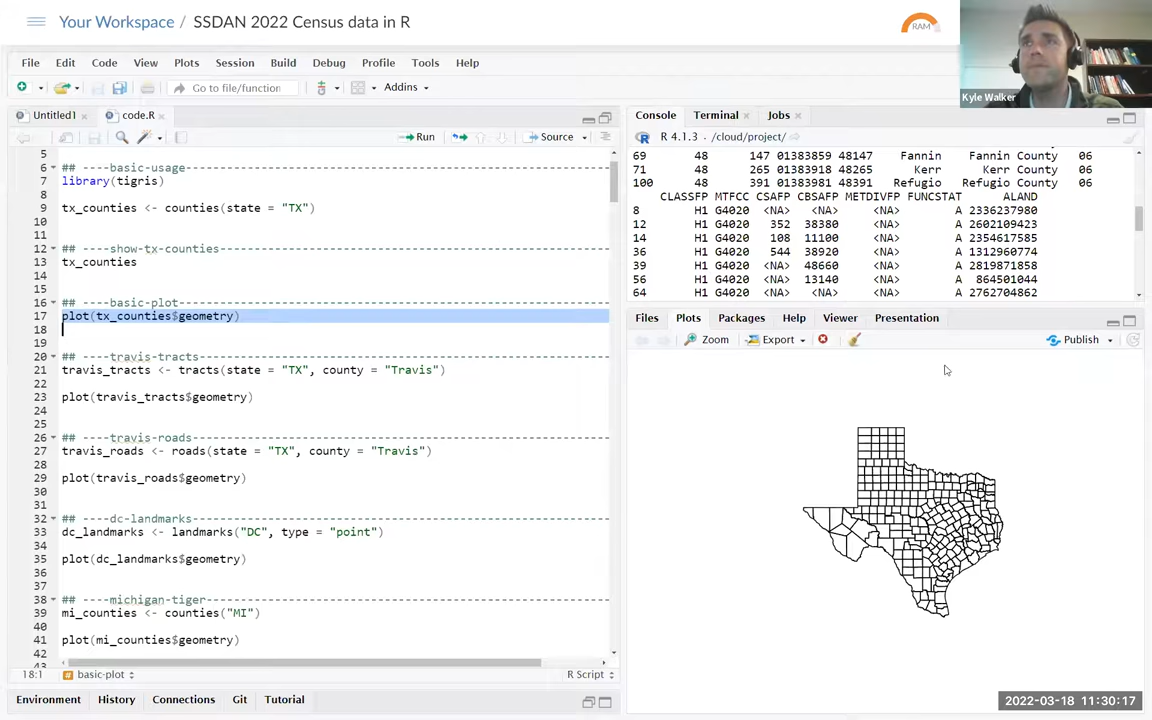 Your Workspace / SSDAN 2022 Census data in R
RAM
Kyle Walker
File Edit Code View Plots Session Build Debug Profile Tools Help
Go to file/function Addins
Untitled1 code.R
Run Source
5
6 ## ----basic-usage--------------------------------------------------------
7 library(tigris)
8
9 tx_counties <- counties(state = "TX")
10
11
12 ## ----show-tx-counties---------------------------------------------------
13 tx_counties
14
15
16 ## ----basic-plot---------------------------------------------------------
17 plot(tx_counties$geometry)
18
19
20 ## ----travis-tracts------------------------------------------------------
21 travis_tracts <- tracts(state = "TX", county = "Travis")
22
23 plot(travis_tracts$geometry)
24
25
26 ## ----travis-roads-------------------------------------------------------
27 travis_roads <- roads(state = "TX", county = "Travis")
28
29 plot(travis_roads$geometry)
30
31
32 ## ----dc-landmarks-------------------------------------------------------
33 dc_landmarks <- landmarks("DC", type = "point")
34
35 plot(dc_landmarks$geometry)
36
37
38 ## ----michigan-tiger-----------------------------------------------------
39 mi_counties <- counties("MI")
40
41 plot(mi_counties$geometry)
42
43
18:1 basic-plot R Script
Environment History Connections Git Tutorial
Console Terminal Jobs
R 4.1.3 · /cloud/project/
69 48 147 01383859 48147 Fannin Fannin County 06
71 48 265 01383918 48265 Kerr Kerr County 06
100 48 391 01383981 48391 Refugio Refugio County 06
CLASSFP MTFCC CSAFP CBSAFP METDIVFP FUNCSTAT ALAND
8 H1 G4020 <NA> <NA> <NA> A 2336237980
12 H1 G4020 352 38380 <NA> A 2602109423
14 H1 G4020 108 11100 <NA> A 2354617585
36 H1 G4020 544 38920 <NA> A 1312960774
39 H1 G4020 <NA> 48660 <NA> A 2819871858
56 H1 G4020 <NA> 13140 <NA> A 864501044
64 H1 G4020 <NA> <NA> <NA> A 2762704862
Files Plots Packages Help Viewer Presentation
Zoom Export Publish
2022-03-18 11:30:17